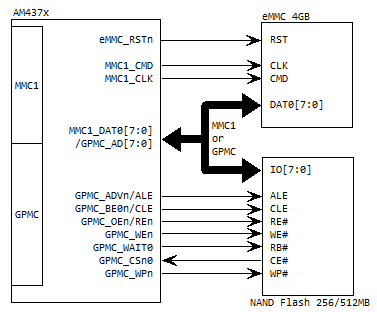 AM437x
eMMC 4GB
eMMC_RSTn
RST
MMC1_CMD
CLK
MMC1_CLK
CMD
MMC1
DAT0[7:0]
MMC1_DAT0[7:0]
/GPMC_AD[7:0]
MMC1
or
GPMC
IO[7:0]
GPMC
GPMC_ADVn/ALE
ALE
GPMC_BE0n/CLE
CLE
GPMC_OEn/REn
RE#
GPMC_WEn
WE#
GPMC_WAIT0
RB#
GPMC_CSn0
CE#
GPMC_WPn
WP#
NAND Flash 256/512MB